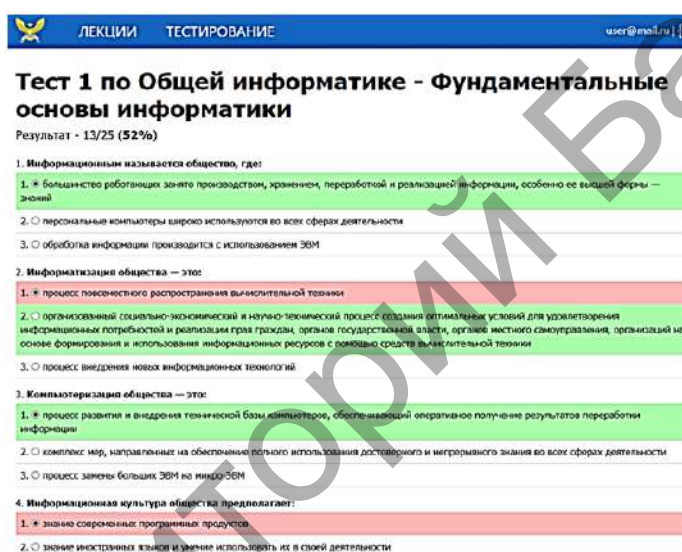 ЛЕКЦИИ ТЕСТИРОВАНИЕ user@mail.ru |
Тест 1 по Общей информатике - Фундаментальные
основы информатики
Результат - 13/25 (52%)
1. Информационным называется общество, где:
1. большинство работающих занято производством, хранением, переработкой и реализацией информации, особенно ее высшей формы —
знаний
2. персональные компьютеры широко используются во всех сферах деятельности
3. обработка информации производится с использованием ЭВМ
2. Информатизация общества — это:
1. процесс повсеместного распространения вычислительной техники
2. организованный социально-экономический и научно-технический процесс создания оптимальных условий для удовлетворения
информационных потребностей и реализации прав граждан, органов государственной власти, органов местного самоуправления, организаций на
основе формирования и использования информационных ресурсов с помощью средств вычислительной техники
3. процесс внедрения новых информационных технологий
3. Компьютеризация общества — это:
1. процесс развития и внедрения технической базы компьютеров, обеспечивающий оперативное получение результатов переработки
информации
2. комплекс мер, направленных на обеспечение полного использования достоверного и непрерывного знания во всех сферах деятельности
3. процесс замены больших ЭВМ на микро-ЭВМ
4. Информационная культура общества предполагает:
1. знание современных программных продуктов
2. знание иностранных языков и умение использовать их в своей деятельности